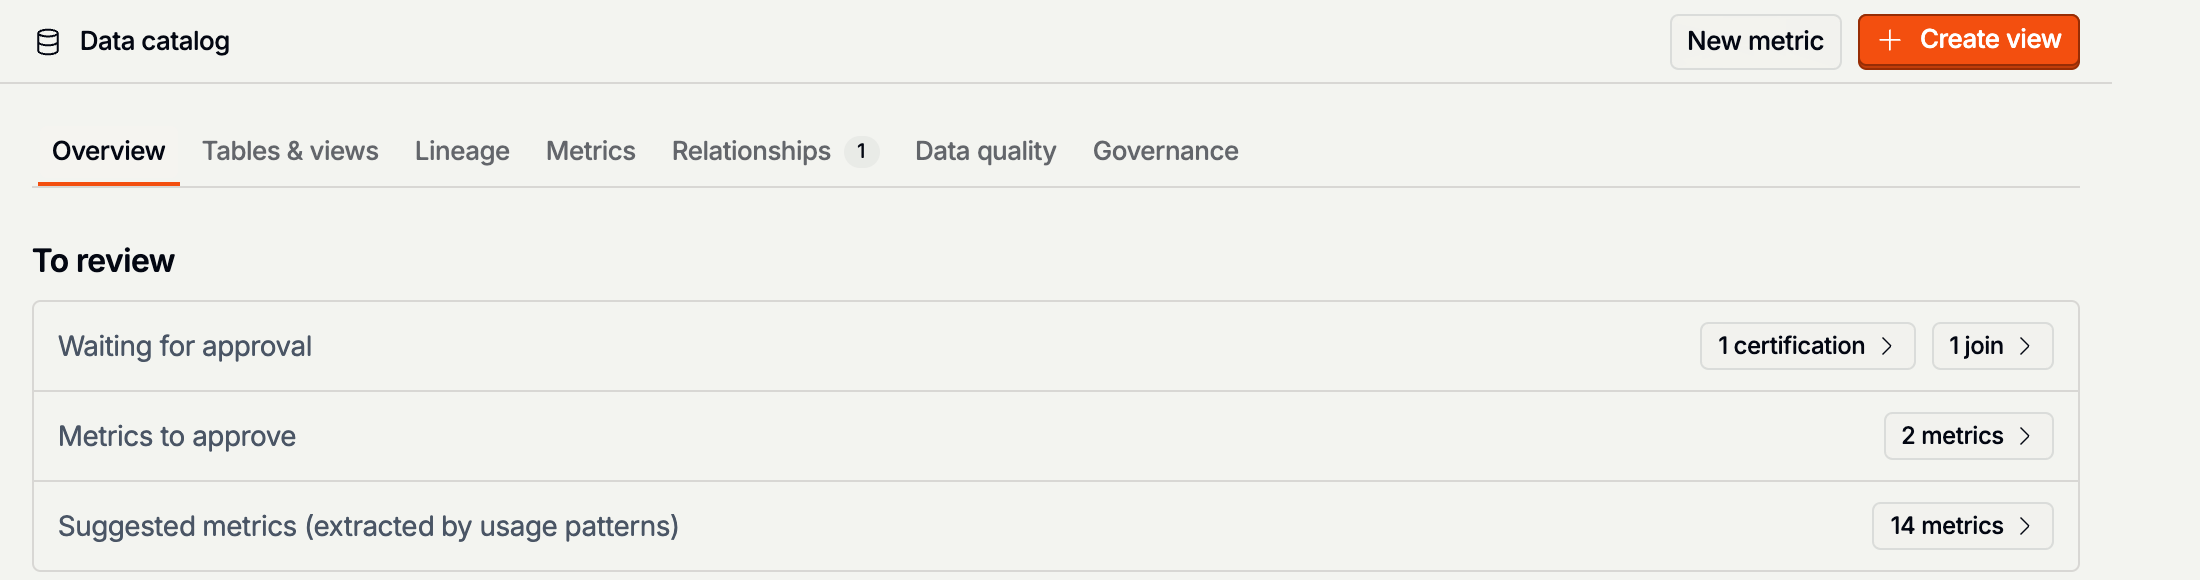 Data catalog
New metric
Create view
Overview Tables & views Lineage Metrics Relationships 1 Data quality Governance
To review
Waiting for approval 1 certification 1 join
Metrics to approve 2 metrics
Suggested metrics (extracted by usage patterns) 14 metrics